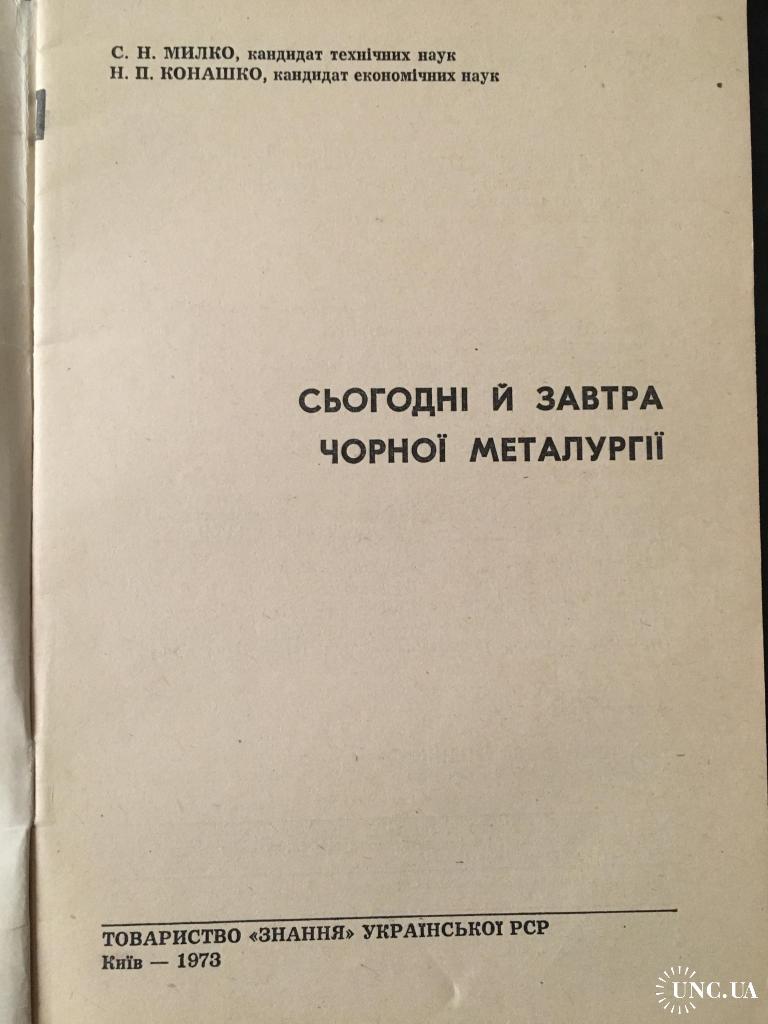 С. Н. МИЛКО, кандидат технічних наук
Н. П. КОНАШКО, кандидат економічних наук
СЬОГОДНІ Й ЗАВТРА
ЧОРНОЇ МЕТАЛУРГІЇ
ТОВАРИСТВО «ЗНАННЯ» УКРАЇНСЬКОЇ РСР
Київ — 1973
UNC.UA